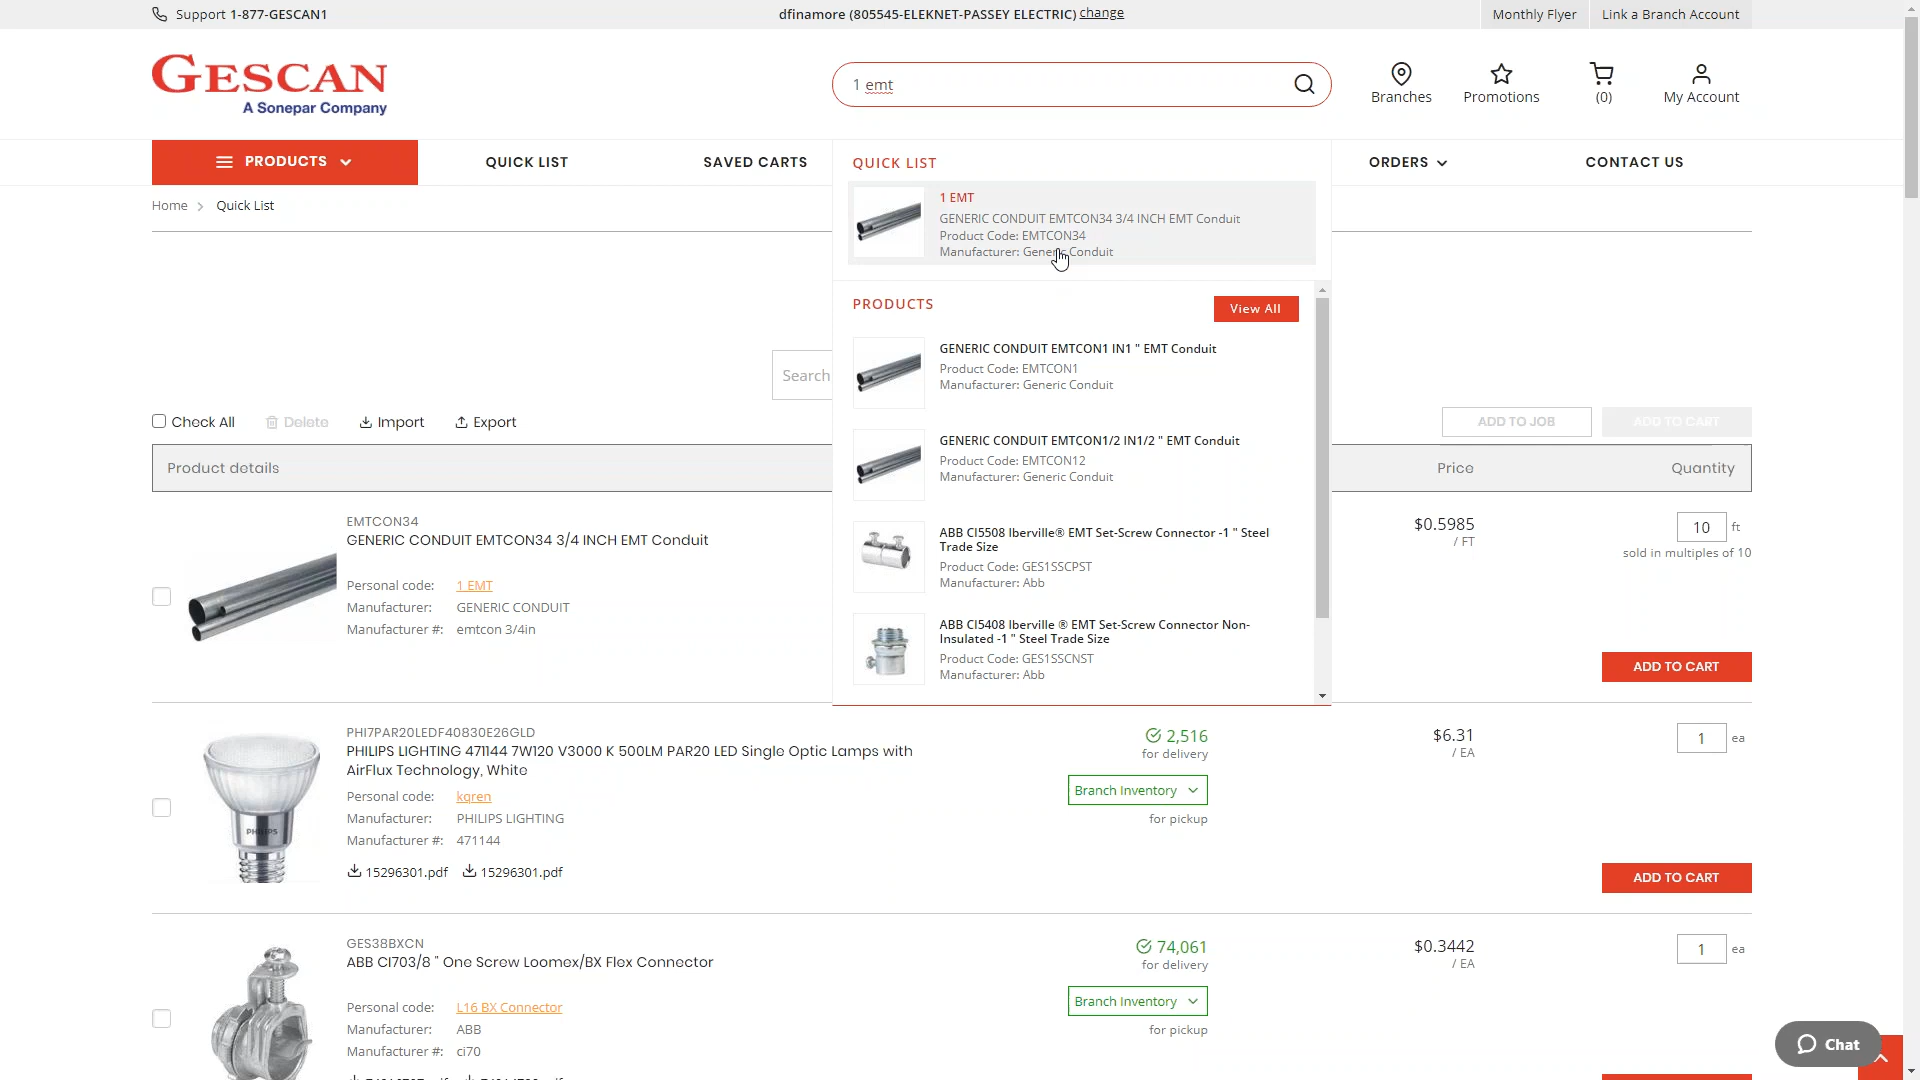 Support 1-877-GESCAN1
dfinamore (805545-ELEKNET-PASSEY ELECTRIC) change
Monthly Flyer
Link a Branch Account
GESCAN
A Sonepar Company
1 emt
Branches
Promotions
(0)
My Account
PRODUCTS
QUICK LIST
SAVED CARTS
ORDERS
CONTACT US
Home > Quick List
QUICK LIST
1 EMT
GENERIC CONDUIT EMTCON34 3/4 INCH EMT Conduit
Product Code: EMTCON34
Manufacturer: Generic Conduit
PRODUCTS
View All
GENERIC CONDUIT EMTCON1 IN1 " EMT Conduit
Product Code: EMTCON1
Manufacturer: Generic Conduit
GENERIC CONDUIT EMTCON1/2 IN1/2 " EMT Conduit
Product Code: EMTCON12
Manufacturer: Generic Conduit
ABB CI5508 Iberville® EMT Set-Screw Connector -1 " Steel
Trade Size
Product Code: GES1SSCPST
Manufacturer: Abb
ABB CI5408 Iberville ® EMT Set-Screw Connector Non-
Insulated -1 " Steel Trade Size
Product Code: GES1SSCNST
Manufacturer: Abb
Search
Check All
Delete
Import
Export
ADD TO JOB
ADD TO CART
Product details
Price
Quantity
EMTCON34
GENERIC CONDUIT EMTCON34 3/4 INCH EMT Conduit
Personal code: 1 EMT
Manufacturer: GENERIC CONDUIT
Manufacturer #: emtcon 3/4in
$0.5985
/ FT
10 ft
sold in multiples of 10
ADD TO CART
PHI7PAR20LEDF40830E26GLD
PHILIPS LIGHTING 471144 7W120 V3000 K 500LM PAR20 LED Single Optic Lamps with
AirFlux Technology, White
Personal code: kqren
Manufacturer: PHILIPS LIGHTING
Manufacturer #: 471144
15296301.pdf 15296301.pdf
PHILIPS
2,516
for delivery
Branch Inventory
for pickup
$6.31
/ EA
1 ea
ADD TO CART
GES38BXCN
ABB CI703/8 " One Screw Loomex/BX Flex Connector
Personal code: L16 BX Connector
Manufacturer: ABB
Manufacturer #: ci70
74,061
for delivery
Branch Inventory
for pickup
$0.3442
/ EA
1 ea
Chat